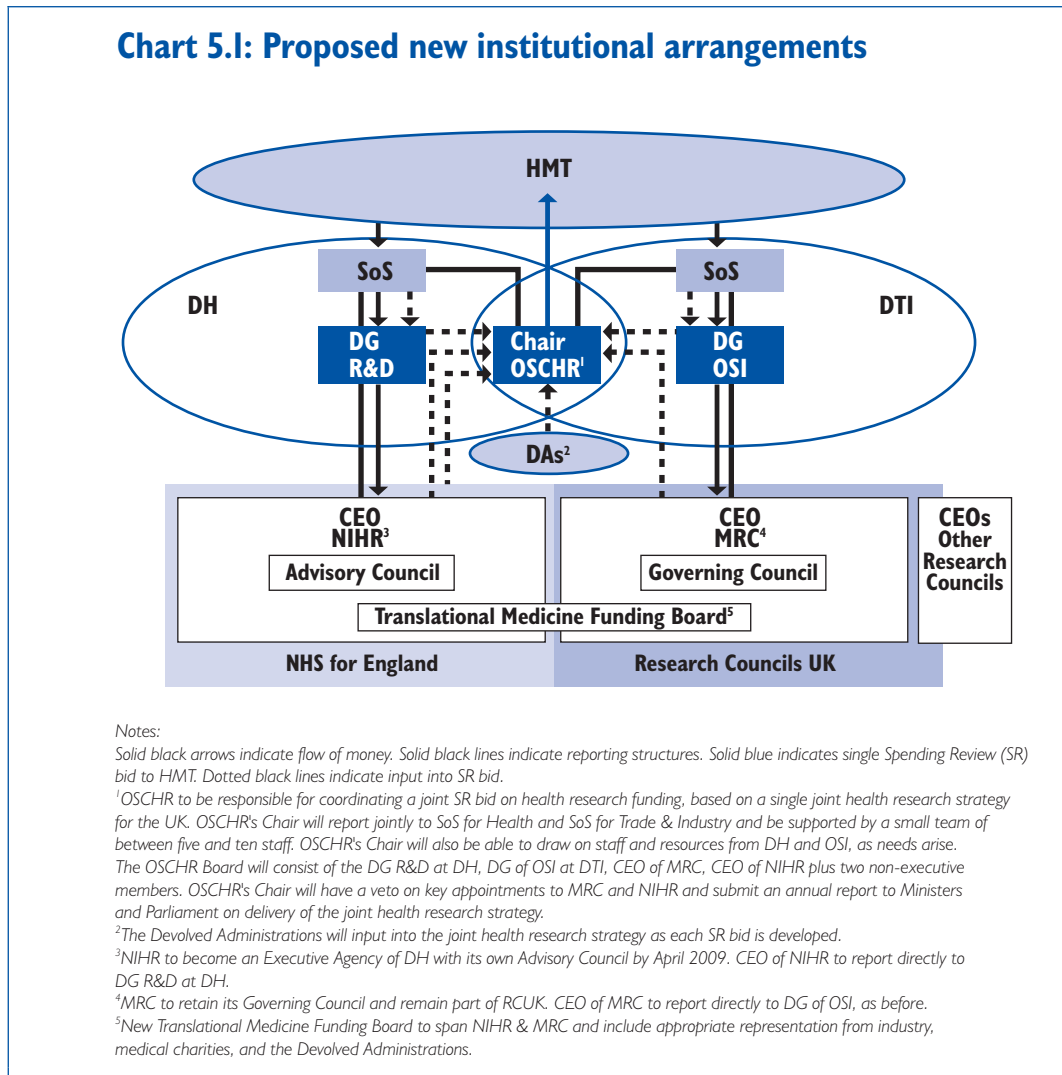 Chart 5.1: Proposed new institutional arrangements
HMT
SoS
SoS
DH
DTI
DG
R&D
Chair
OSCHR¹
DG
OSI
DAs²
CEO
NIHR³
Advisory Council
CEO
MRC⁴
Governing Council
CEOs
Other
Research
Councils
Translational Medicine Funding Board⁵
NHS for England
Research Councils UK
Notes:
Solid black arrows indicate flow of money. Solid black lines indicate reporting structures. Solid blue indicates single Spending Review (SR)
bid to HMT. Dotted black lines indicate input into SR bid.
¹OSCHR to be responsible for coordinating a joint SR bid on health research funding, based on a single joint health research strategy
for the UK. OSCHR's Chair will report jointly to SoS for Health and SoS for Trade & Industry and be supported by a small team of
between five and ten staff. OSCHR's Chair will also be able to draw on staff and resources from DH and OSI, as needs arise.
The OSCHR Board will consist of the DG R&D at DH, DG of OSI at DTI, CEO of MRC, CEO of NIHR plus two non-executive
members. OSCHR's Chair will have a veto on key appointments to MRC and NIHR and submit an annual report to Ministers
and Parliament on delivery of the joint health research strategy.
²The Devolved Administrations will input into the joint health research strategy as each SR bid is developed.
³NIHR to become an Executive Agency of DH with its own Advisory Council by April 2009. CEO of NIHR to report directly to
DG R&D at DH.
⁴MRC to retain its Governing Council and remain part of RCUK. CEO of MRC to report directly to DG of OSI, as before.
⁵New Translational Medicine Funding Board to span NIHR & MRC and include appropriate representation from industry,
medical charities, and the Devolved Administrations.